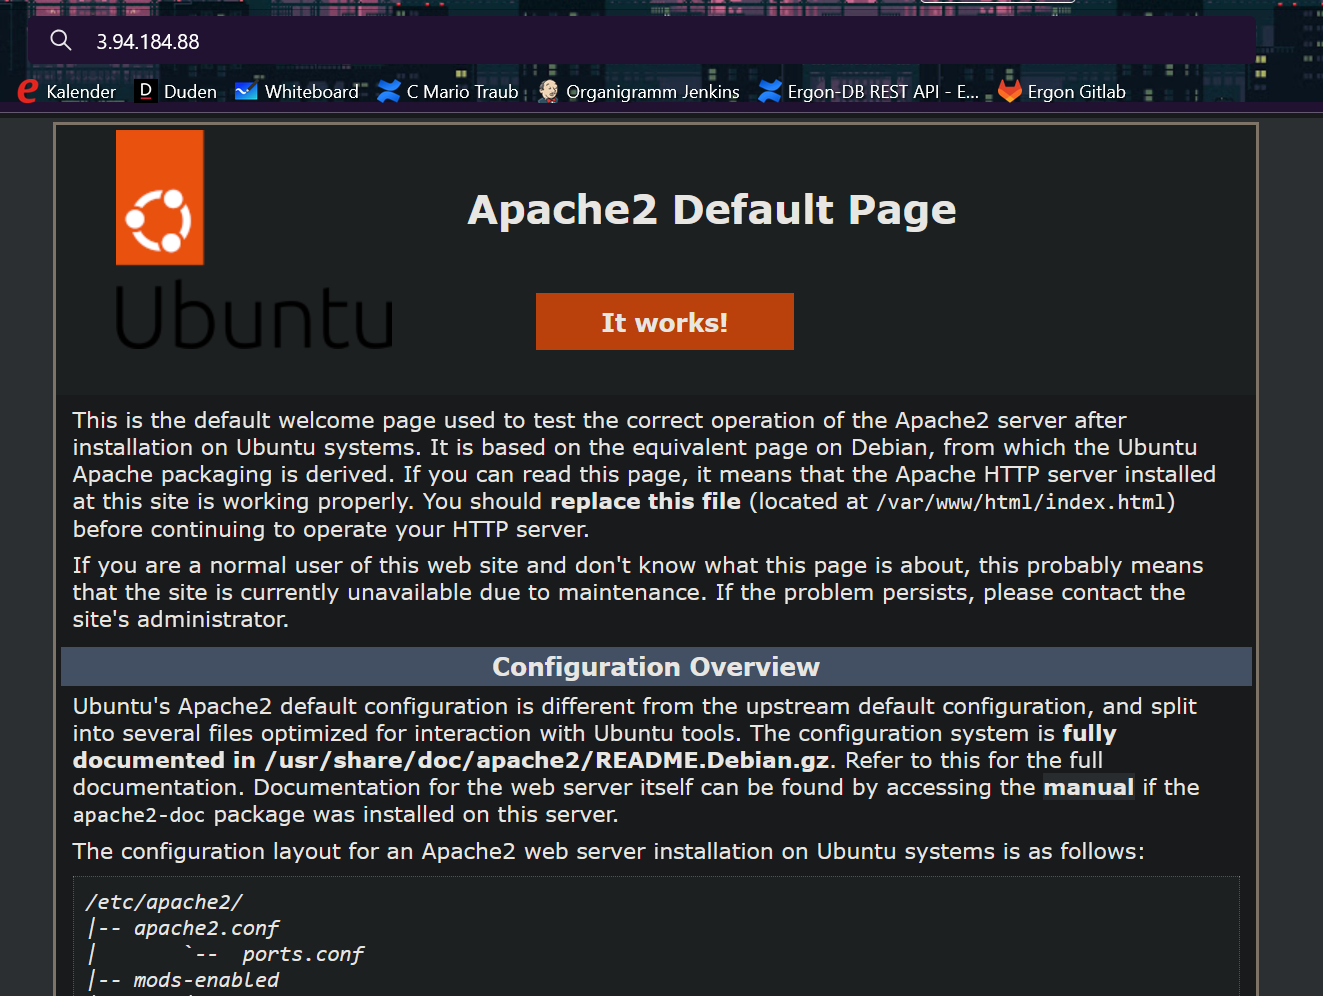 3.94.184.88
Kalender Duden Whiteboard C Mario Traub Organigramm Jenkins Ergon-DB REST API - E... Ergon Gitlab
Ubuntu
Apache2 Default Page
It works!
This is the default welcome page used to test the correct operation of the Apache2 server after
installation on Ubuntu systems. It is based on the equivalent page on Debian, from which the Ubuntu
Apache packaging is derived. If you can read this page, it means that the Apache HTTP server installed
at this site is working properly. You should replace this file (located at /var/www/html/index.html)
before continuing to operate your HTTP server.
If you are a normal user of this web site and don't know what this page is about, this probably means
that the site is currently unavailable due to maintenance. If the problem persists, please contact the
site's administrator.
Configuration Overview
Ubuntu's Apache2 default configuration is different from the upstream default configuration, and split
into several files optimized for interaction with Ubuntu tools. The configuration system is fully
documented in /usr/share/doc/apache2/README.Debian.gz. Refer to this for the full
documentation. Documentation for the web server itself can be found by accessing the manual if the
apache2-doc package was installed on this server.
The configuration layout for an Apache2 web server installation on Ubuntu systems is as follows:
/etc/apache2/
|-- apache2.conf
|       `--  ports.conf
|-- mods-enabled